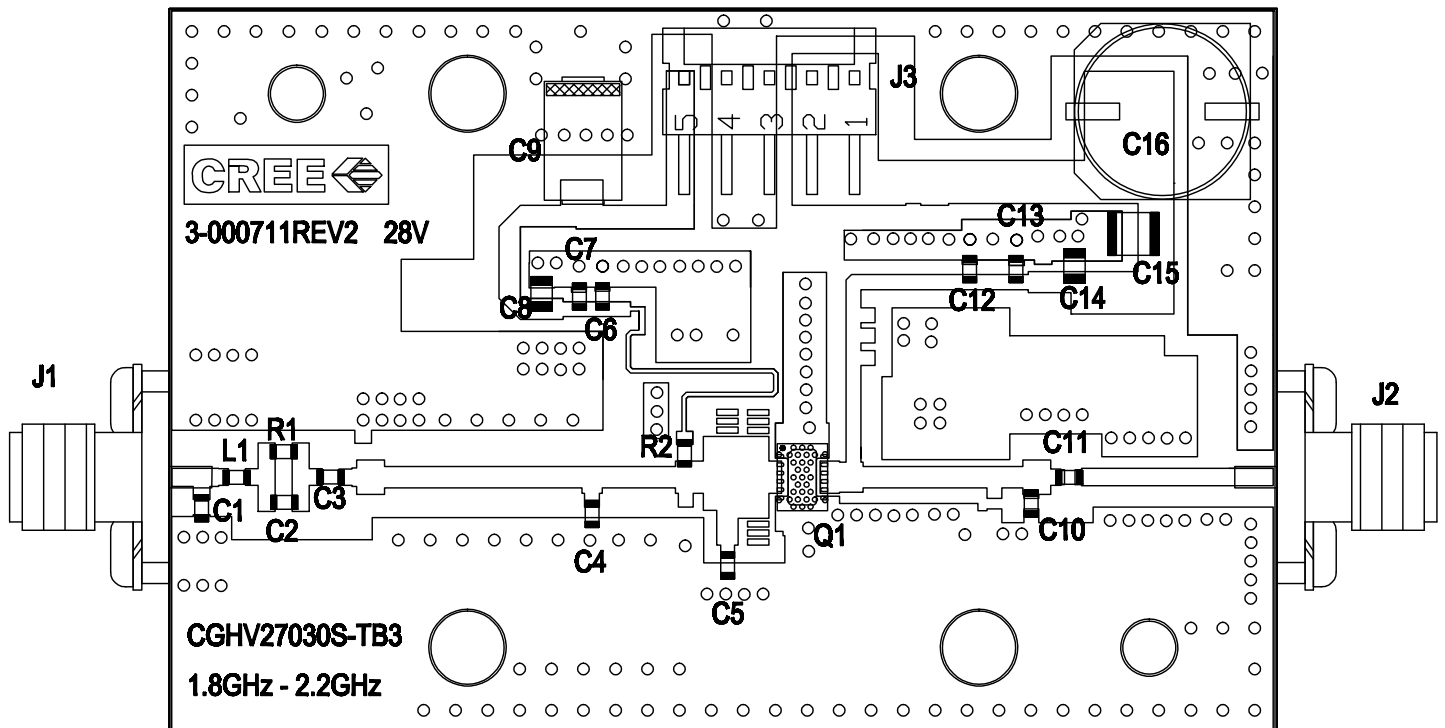 J3
5 4 3 2 1
C9
C16
CREE
3-000711REV2 28V
C13
C7
C15
C8
C12
C14
C6
J1
J2
R1
L1
R2
C11
C3
C1
C2
C10
Q1
C4
C5
CGHV27030S-TB3
1.8GHz - 2.2GHz